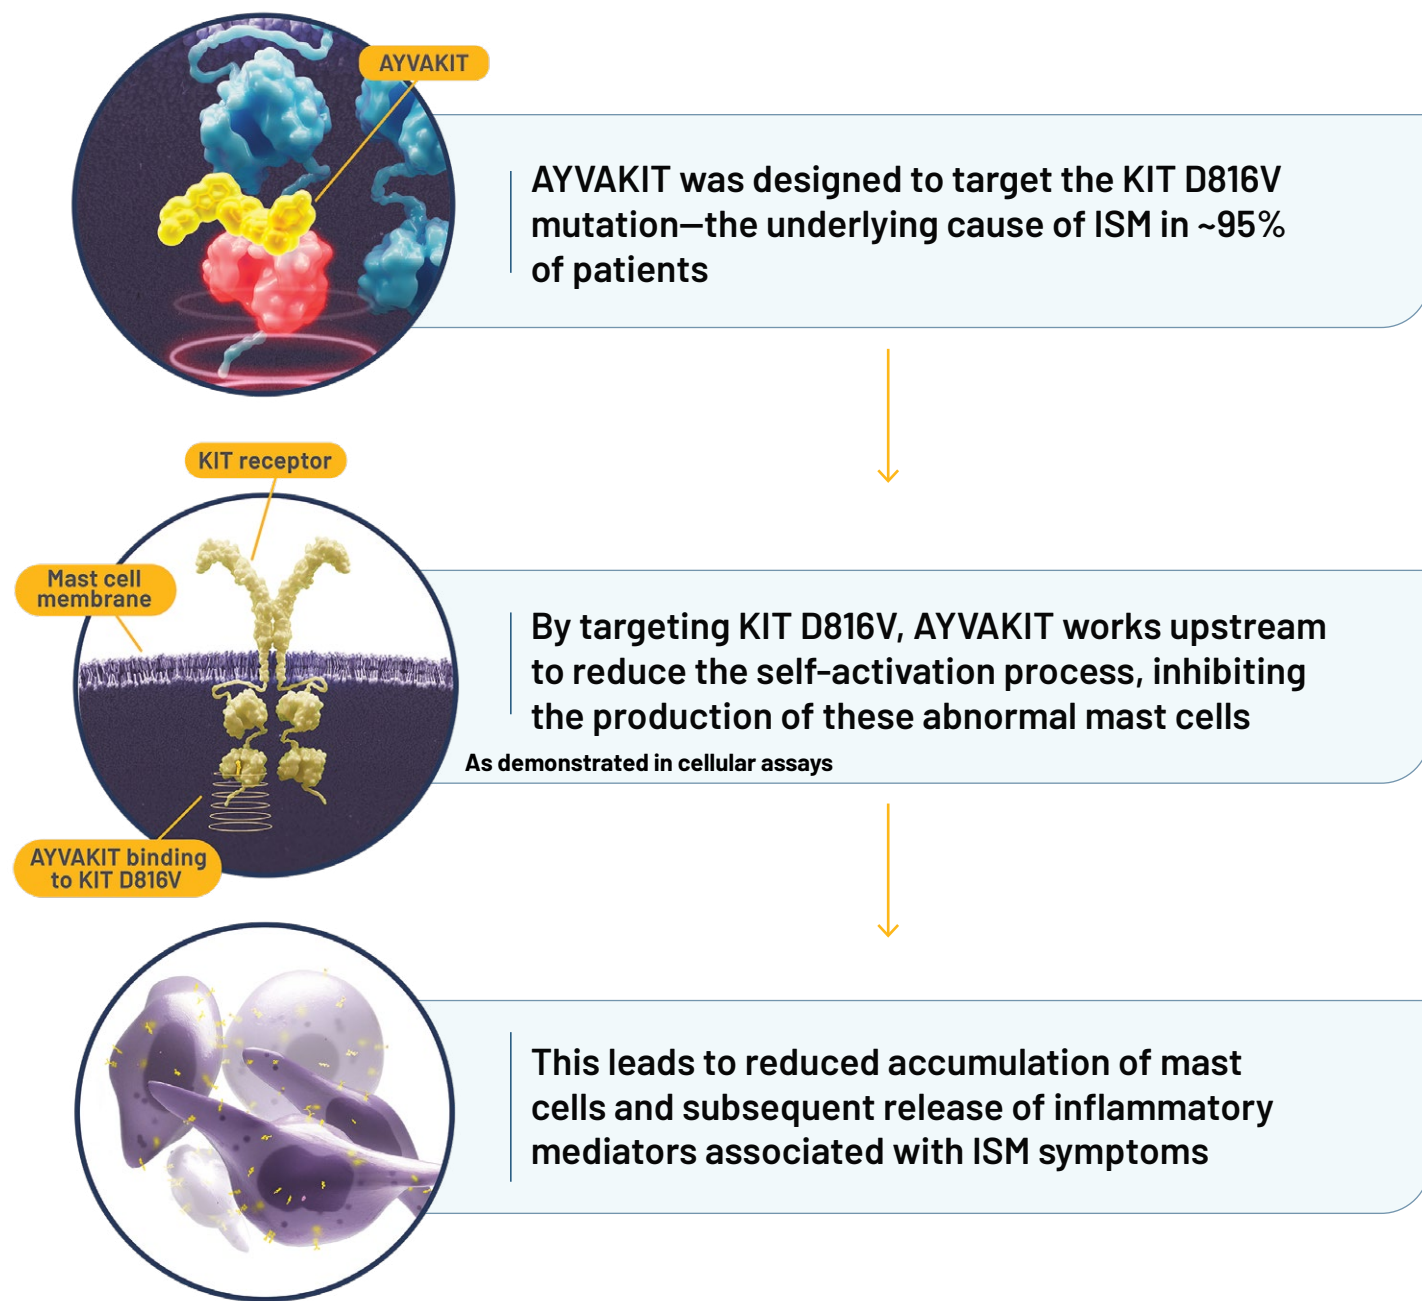 AYVAKIT
AYVAKIT was designed to target the KIT D816V
mutation—the underlying cause of ISM in ~95%
of patients
KIT receptor
Mast cell
membrane
By targeting KIT D816V, AYVAKIT works upstream
to reduce the self-activation process, inhibiting
the production of these abnormal mast cells
As demonstrated in cellular assays
AYVAKIT binding
to KIT D816V
This leads to reduced accumulation of mast
cells and subsequent release of inflammatory
mediators associated with ISM symptoms